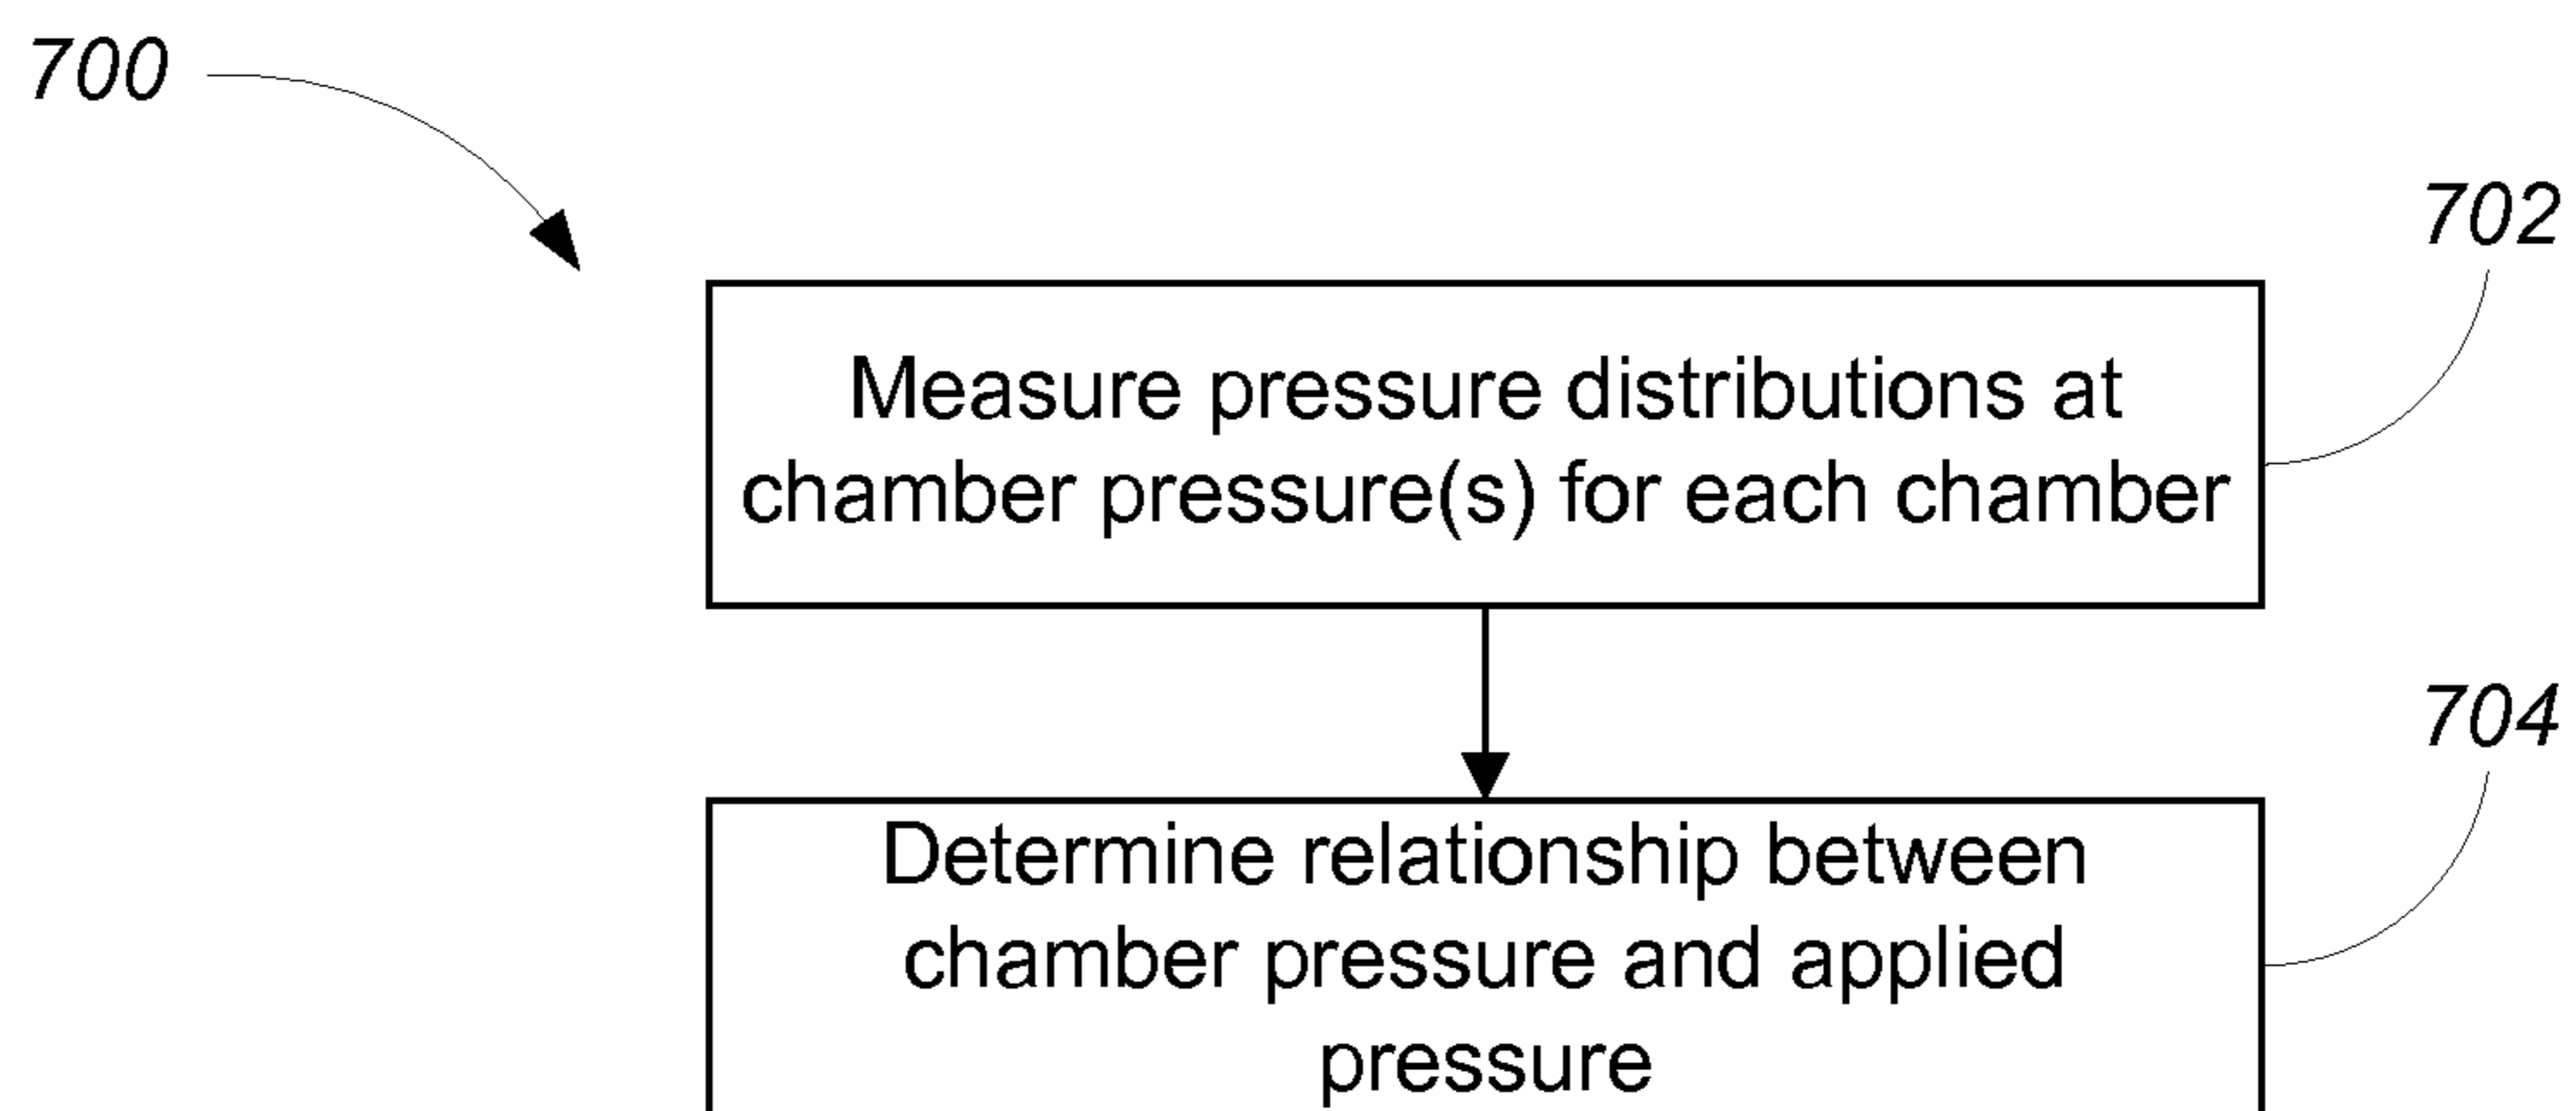 700
702
Measure pressure distributions at
chamber pressure(s) for each chamber
704
Determine relationship between
chamber pressure and applied
pressure